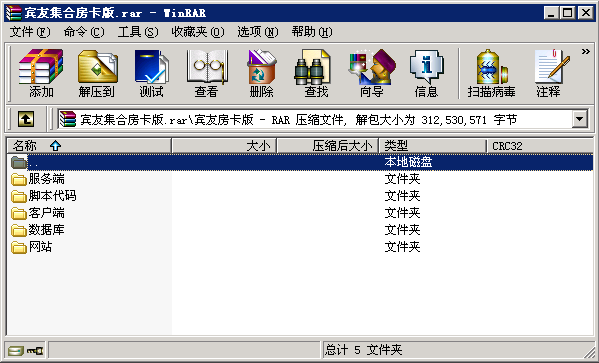 宾友集合房卡版.rar - WinRAR
文件(F) 命令(C) 工具(S) 收藏夹(O) 选项(N) 帮助(H)
添加 解压到 测试 查看 删除 查找 向导 信息 扫描病毒 注释
宾友集合房卡版.rar\宾友房卡版 - RAR 压缩文件, 解包大小为 312,530,571 字节
名称 大小 压缩后大小 类型 CRC32
.. 本地磁盘
服务端 文件夹
脚本代码 文件夹
客户端 文件夹
数据库 文件夹
网站 文件夹
总计 5 文件夹